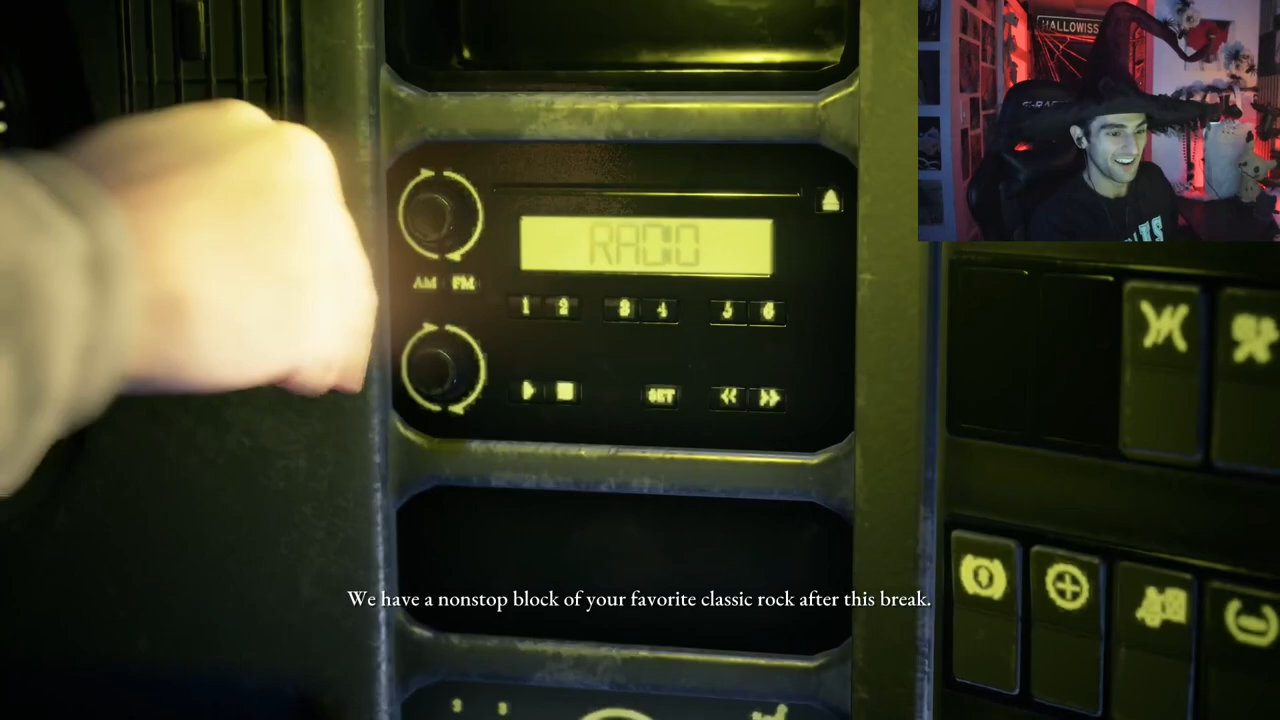 HALLOWISS
RADIO
AM FM
1 2 3 4 5 6
SET
We have a nonstop block of your favorite classic rock after this break.